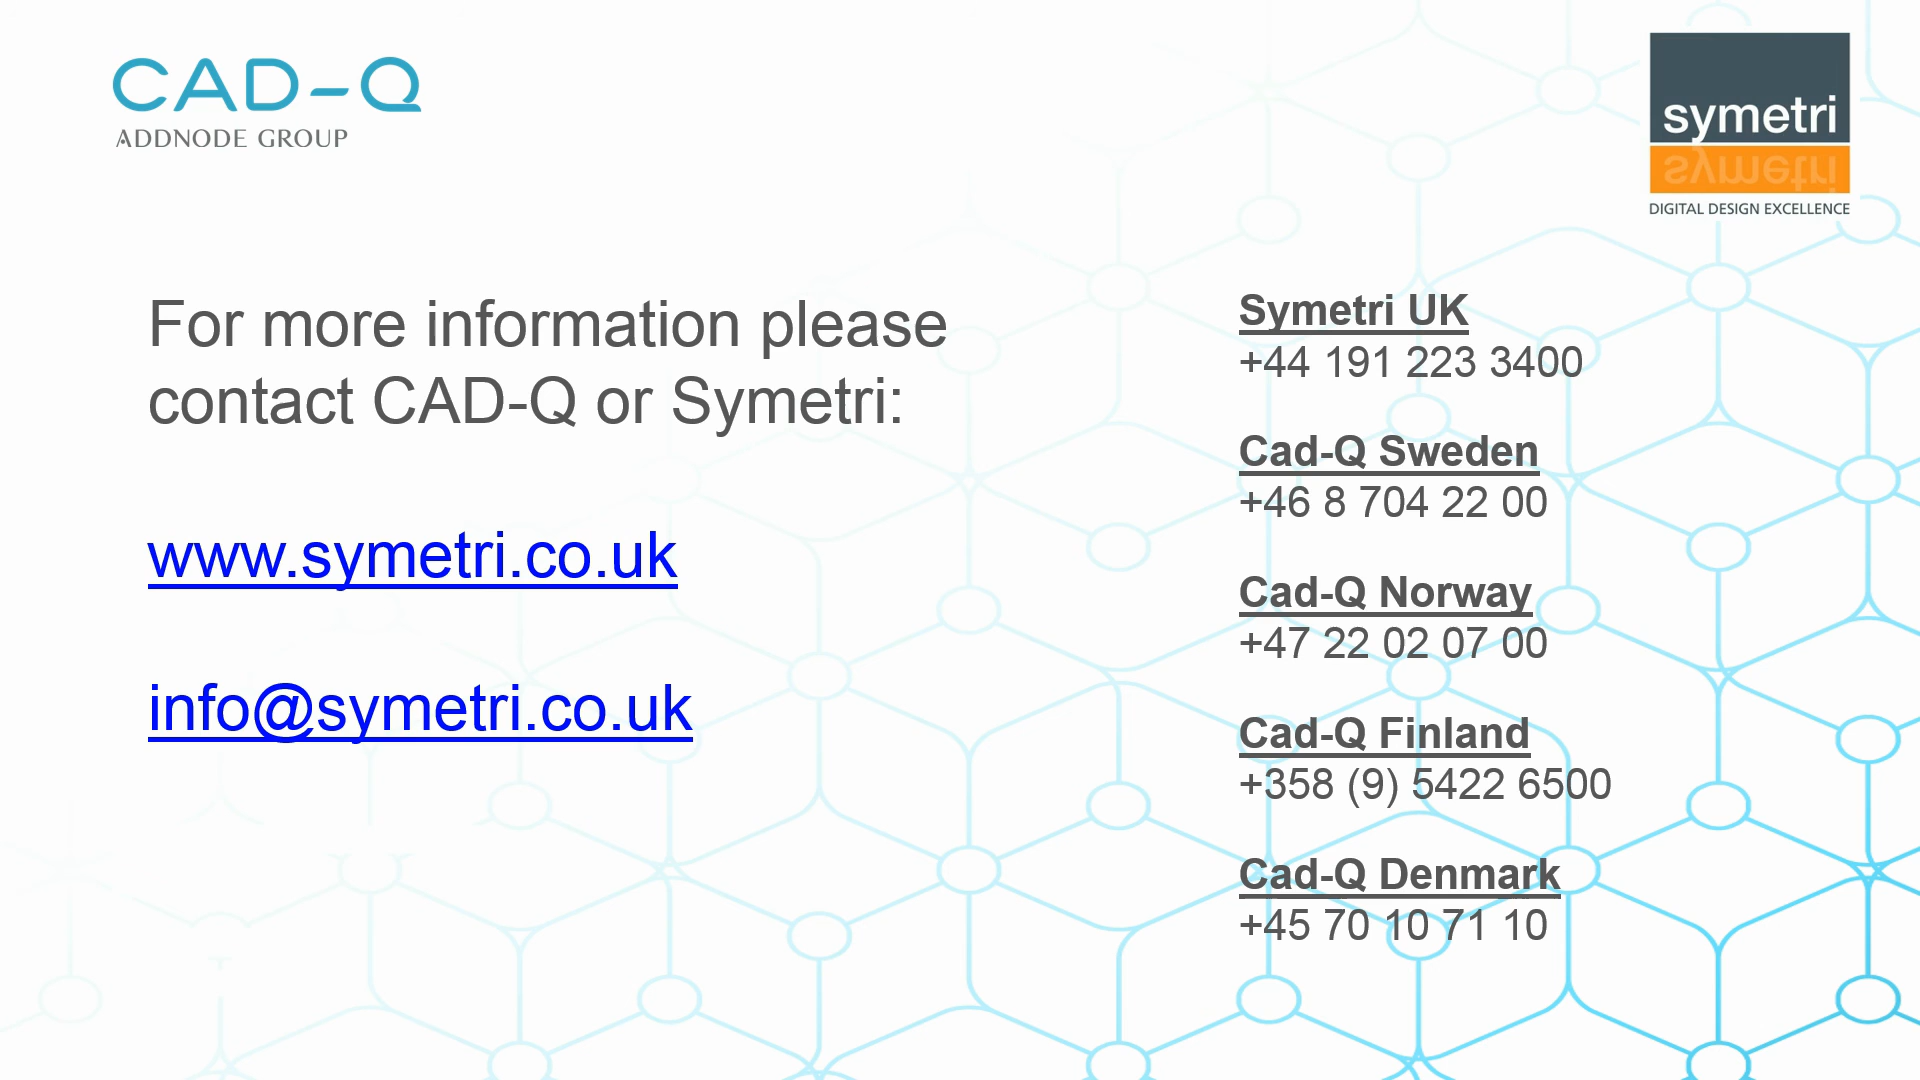 CAD-Q
ADDNODE GROUP
symetri
symetri
DIGITAL DESIGN EXCELLENCE
For more information please
contact CAD-Q or Symetri:
www.symetri.co.uk
info@symetri.co.uk
Symetri UK
+44 191 223 3400
Cad-Q Sweden
+46 8 704 22 00
Cad-Q Norway
+47 22 02 07 00
Cad-Q Finland
+358 (9) 5422 6500
Cad-Q Denmark
+45 70 10 71 10